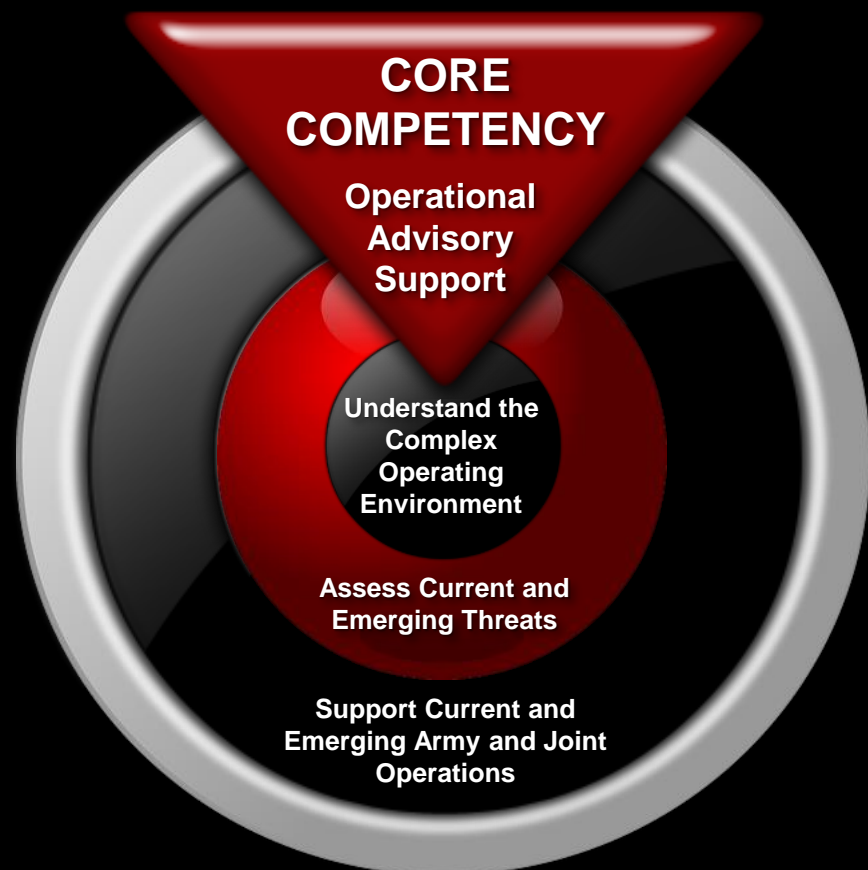 CORE
COMPETENCY
Operational
Advisory
Support
Understand the
Complex
Operating
Environment
Assess Current and
Emerging Threats
Support Current and
Emerging Army and Joint
Operations